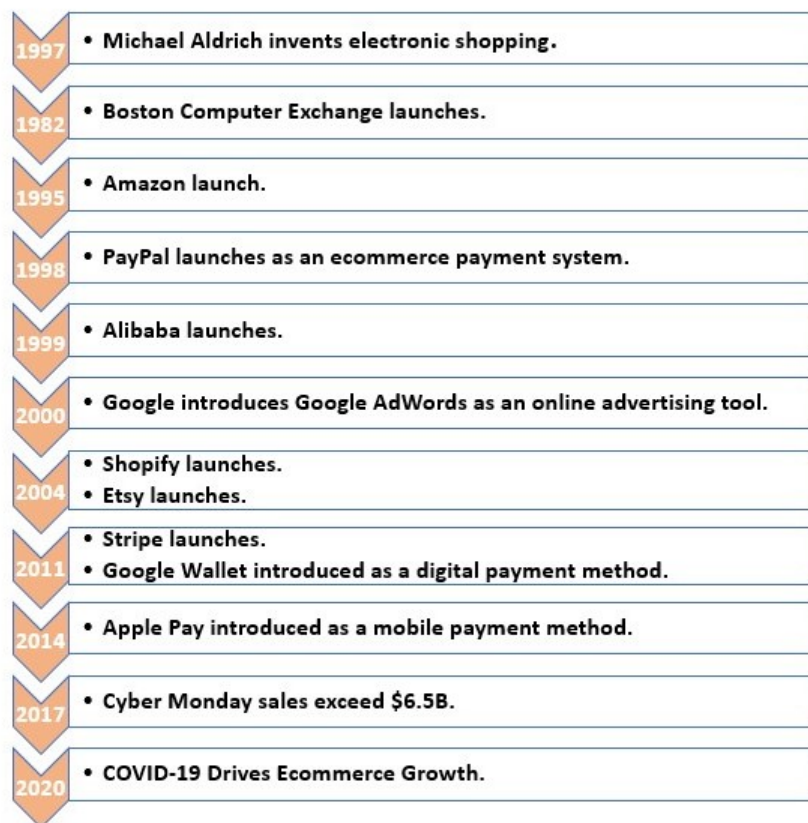 1997
• Michael Aldrich invents electronic shopping.
1982
• Boston Computer Exchange launches.
1995
• Amazon launch.
1998
• PayPal launches as an ecommerce payment system.
1999
• Alibaba launches.
2000
• Google introduces Google AdWords as an online advertising tool.
2004
• Shopify launches.
• Etsy launches.
2011
• Stripe launches.
• Google Wallet introduced as a digital payment method.
2014
• Apple Pay introduced as a mobile payment method.
2017
• Cyber Monday sales exceed $6.5B.
2020
• COVID-19 Drives Ecommerce Growth.